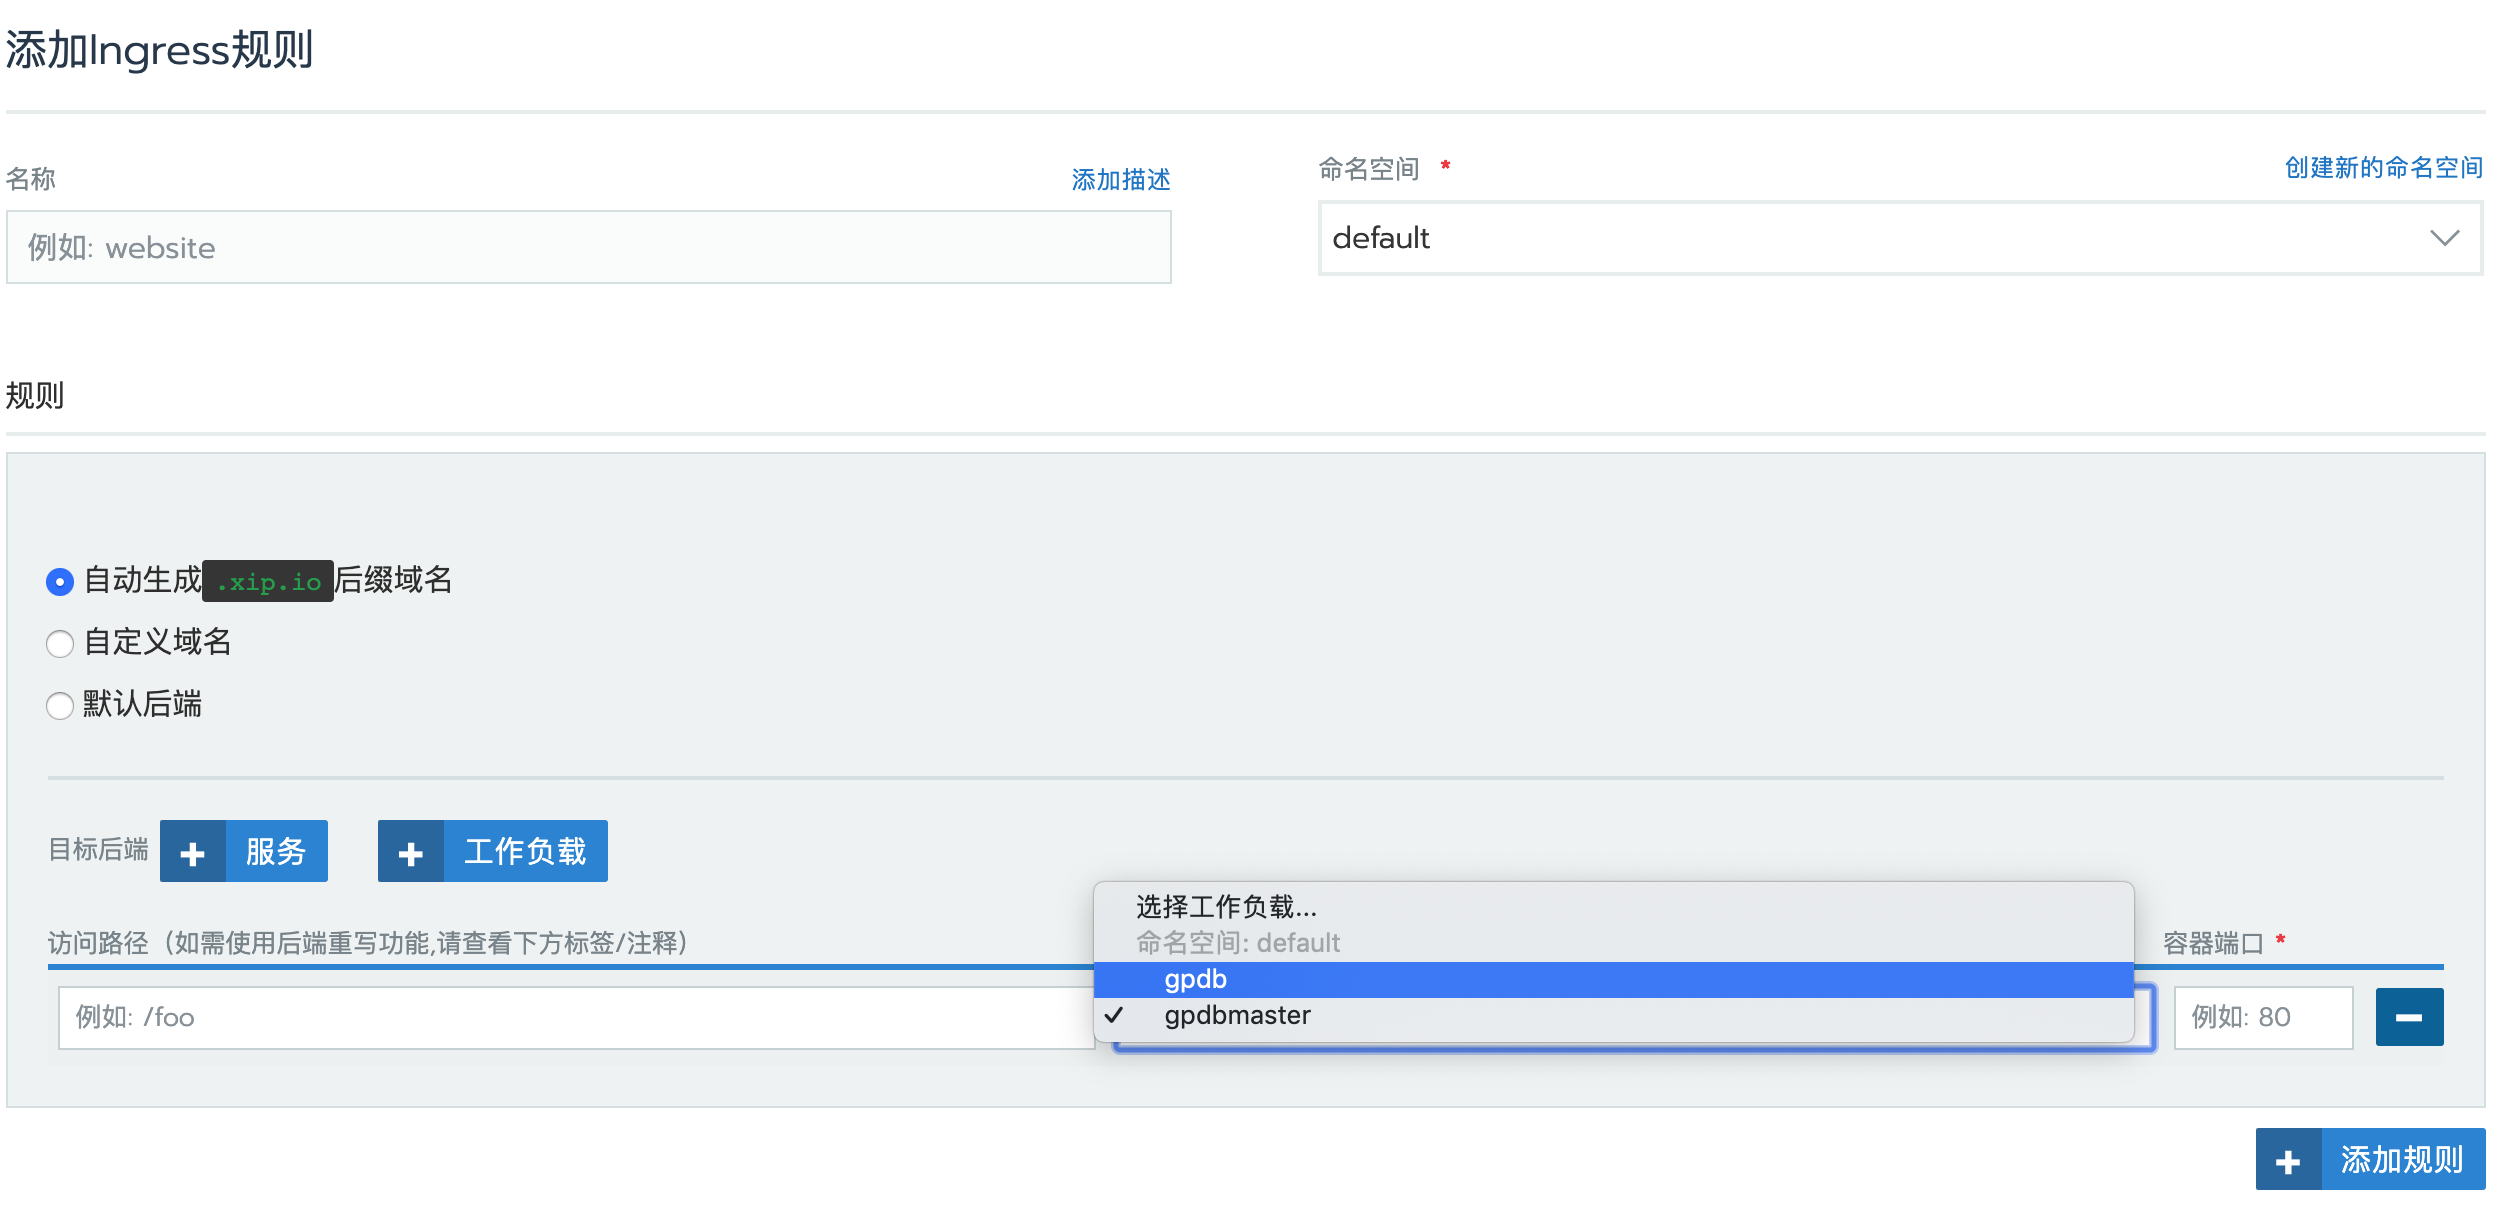 添加Ingress规则
名称
添加描述
命名空间 *
创建新的命名空间
例如: website
default
规则
自动生成.xip.io后缀域名
自定义域名
默认后端
目标后端
服务
工作负载
选择工作负载...
访问路径（如需使用后端重写功能,请查看下方标签/注释）
命名空间: default
容器端口 *
gpdb
例如: /foo
gpdbmaster
例如: 80
添加规则